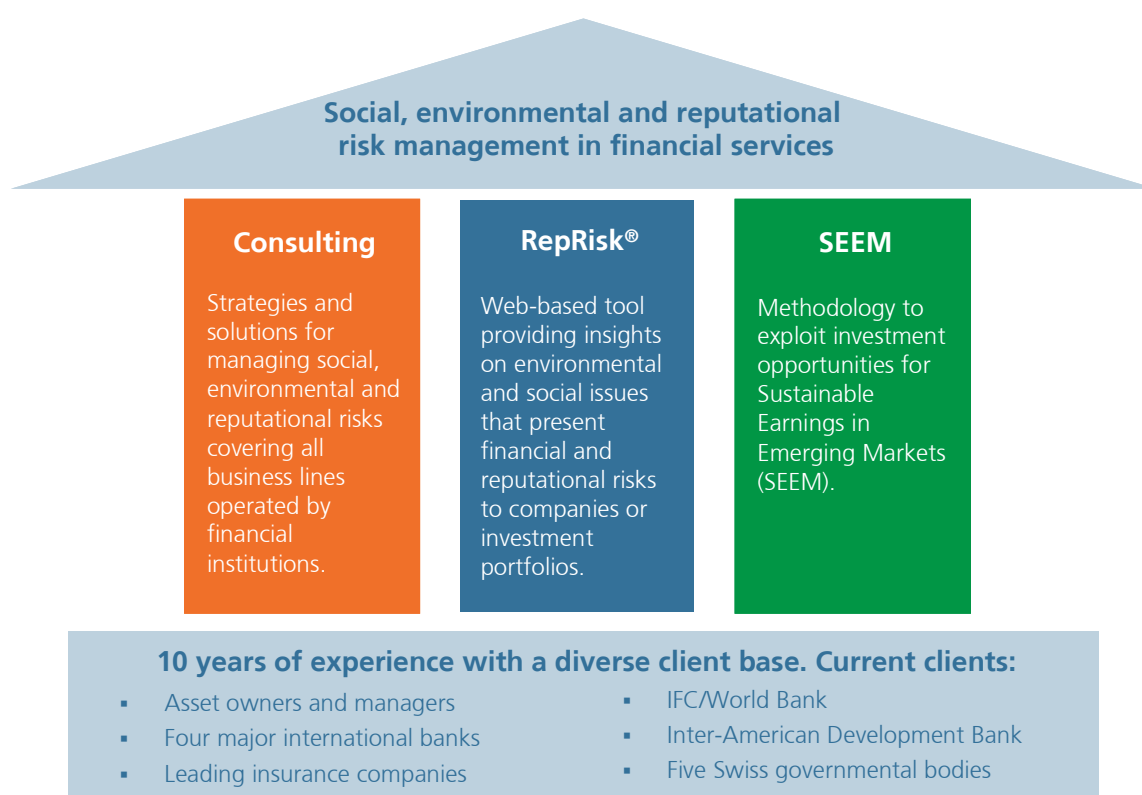 Social, environmental and reputational
risk management in financial services
Consulting
Strategies and
solutions for
managing social,
environmental and
reputational risks
covering all
business lines
operated by
financial
institutions.
RepRisk®
Web-based tool
providing insights
on environmental
and social issues
that present
financial and
reputational risks
to companies or
investment
portfolios.
SEEM
Methodology to
exploit investment
opportunities for
Sustainable
Earnings in
Emerging Markets
(SEEM).
10 years of experience with a diverse client base. Current clients:
▪ Asset owners and managers
▪ Four major international banks
▪ Leading insurance companies
▪ IFC/World Bank
▪ Inter-American Development Bank
▪ Five Swiss governmental bodies